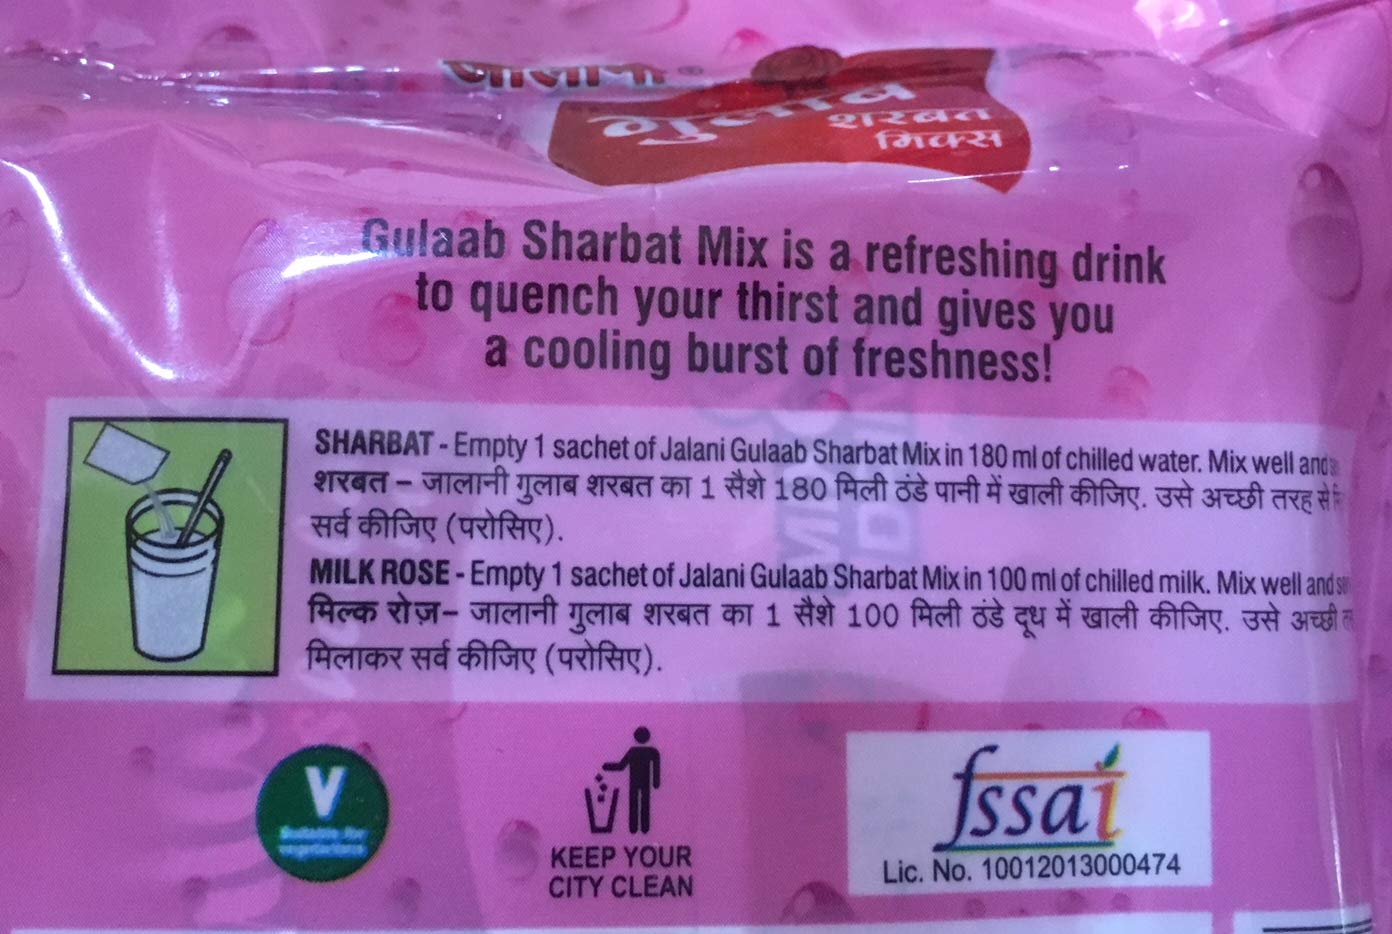 जालानी
गुलाब
शरबत
मिक्स
Gulaab Sharbat Mix is a refreshing drink
to quench your thirst and gives you
a cooling burst of freshness!
SHARBAT - Empty 1 sachet of Jalani Gulaab Sharbat Mix in 180 ml of chilled water. Mix well and
शरबत – जालानी गुलाब शरबत का 1 सैशे 180 मिली ठंडे पानी में खाली कीजिए. उसे अच्छी तरह से
सर्व कीजिए (परोसिए).
MILK ROSE - Empty 1 sachet of Jalani Gulaab Sharbat Mix in 100 ml of chilled milk. Mix well and
मिल्क रोज़– जालानी गुलाब शरबत का 1 सैशे 100 मिली ठंडे दूध में खाली कीजिए. उसे अच्छी
मिलाकर सर्व कीजिए (परोसिए).
V
Suitable for
vegetarians
KEEP YOUR
CITY CLEAN
fssai
Lic. No. 10012013000474